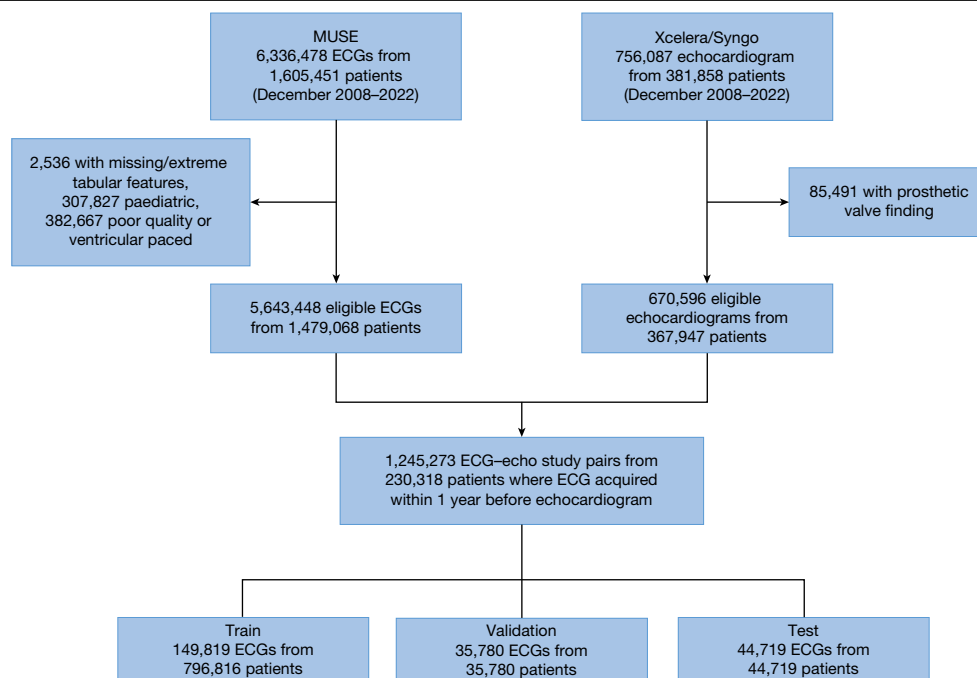 MUSE
6,336,478 ECGs from
1,605,451 patients
(December 2008–2022)
Xcelera/Syngo
756,087 echocardiogram
from 381,858 patients
(December 2008–2022)
2,536 with missing/extreme
tabular features,
307,827 paediatric,
382,667 poor quality or
ventricular paced
85,491 with prosthetic
valve finding
5,643,448 eligible ECGs
from 1,479,068 patients
670,596 eligible
echocardiograms from
367,947 patients
1,245,273 ECG–echo study pairs from
230,318 patients where ECG acquired
within 1 year before echocardiogram
Train
149,819 ECGs from
796,816 patients
Validation
35,780 ECGs from
35,780 patients
Test
44,719 ECGs from
44,719 patients